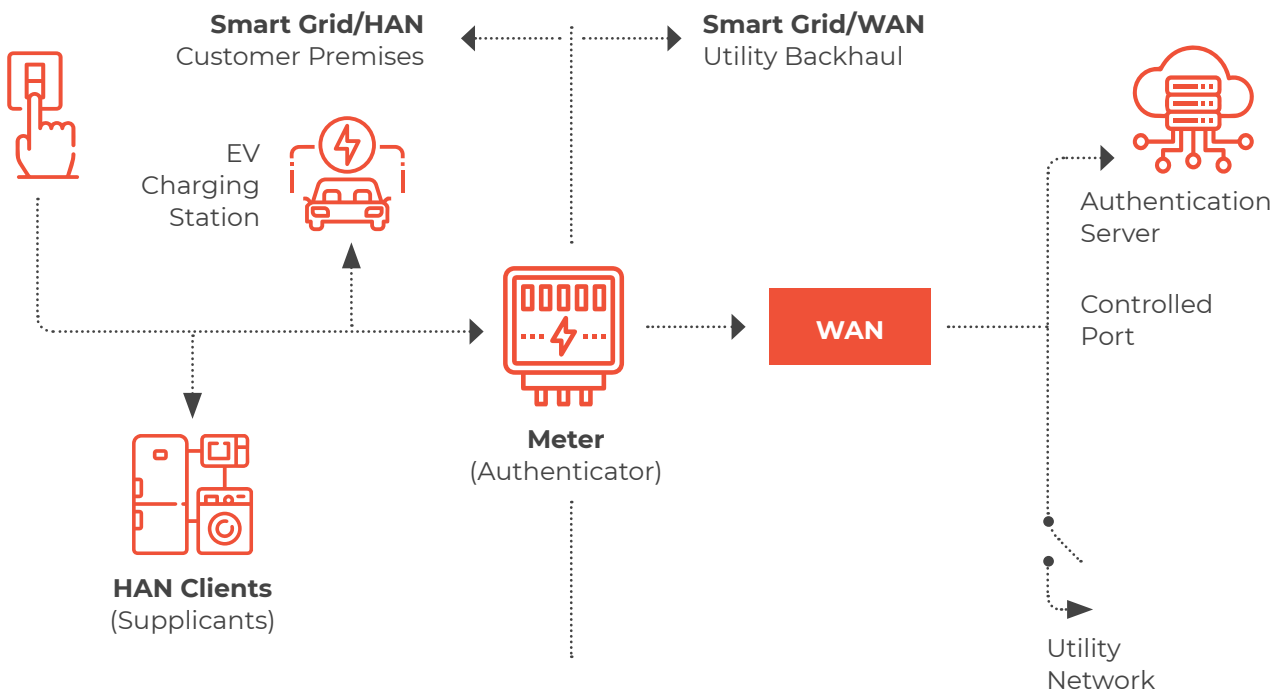 Smart Grid/HAN
Customer Premises
Smart Grid/WAN
Utility Backhaul
EV
Charging
Station
Authentication
Server
Controlled
Port
WAN
Meter
(Authenticator)
HAN Clients
(Supplicants)
Utility
Network